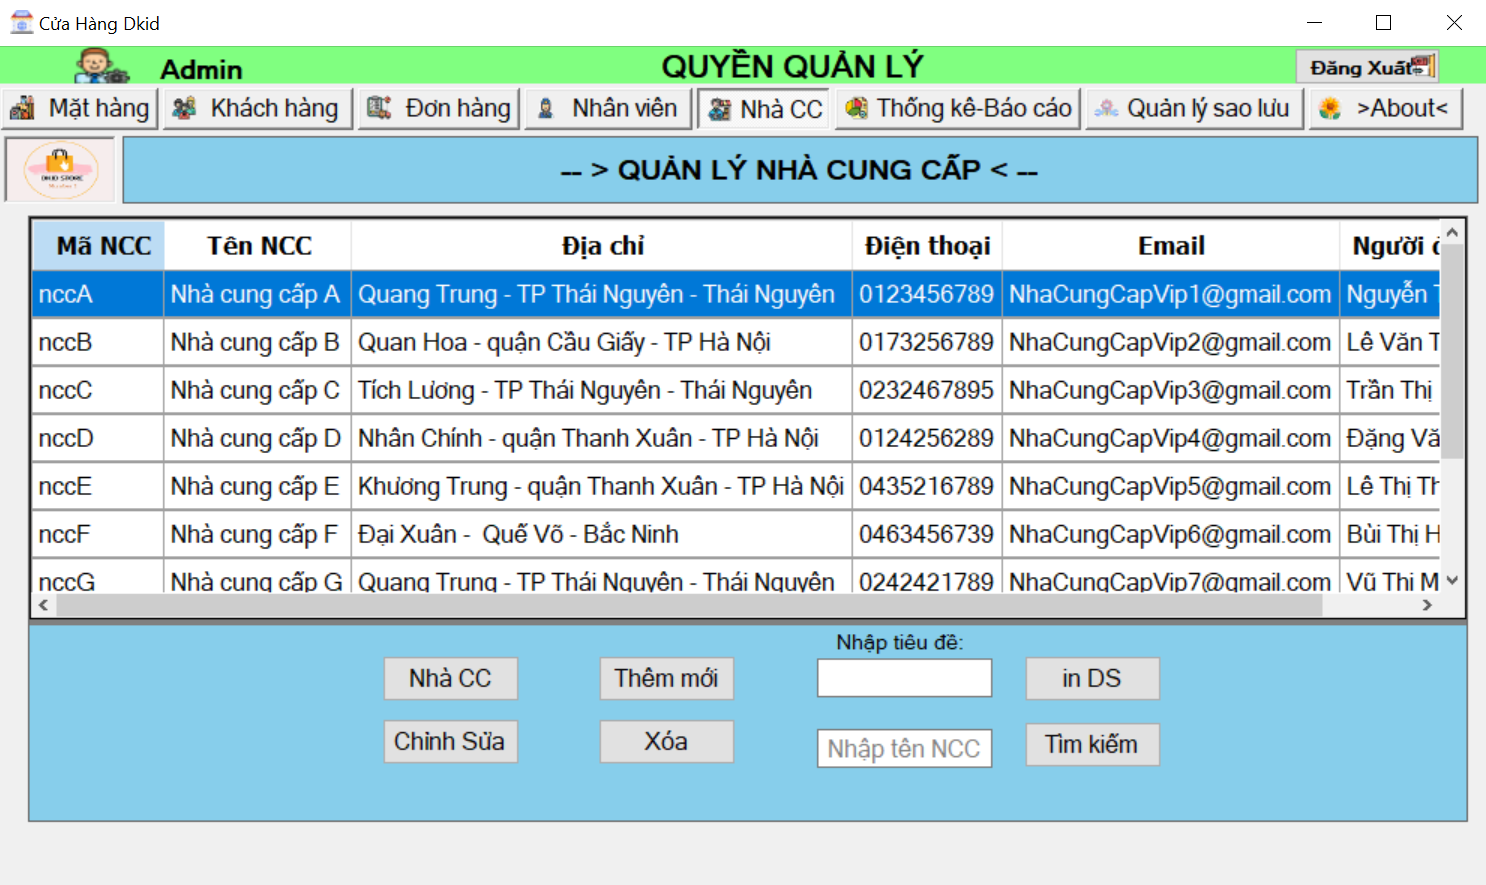 Cửa Hàng Dkid
Admin
QUYỀN QUẢN LÝ
Đăng Xuất
Mặt hàng
Khách hàng
Đơn hàng
Nhân viên
Nhà CC
Thống kê-Báo cáo
Quản lý sao lưu
>About<
DKID STORE
-- > QUẢN LÝ NHÀ CUNG CẤP < --
Mã NCC Tên NCC Địa chỉ Điện thoại Email Người
nccA Nhà cung cấp A Quang Trung - TP Thái Nguyên - Thái Nguyên 0123456789 NhaCungCapVip1@gmail.com Nguyễn
nccB Nhà cung cấp B Quan Hoa - quận Cầu Giấy - TP Hà Nội 0173256789 NhaCungCapVip2@gmail.com Lê Văn T
nccC Nhà cung cấp C Tích Lương - TP Thái Nguyên - Thái Nguyên 0232467895 NhaCungCapVip3@gmail.com Trần Thị
nccD Nhà cung cấp D Nhân Chính - quận Thanh Xuân - TP Hà Nội 0124256289 NhaCungCapVip4@gmail.com Đặng Vă
nccE Nhà cung cấp E Khương Trung - quận Thanh Xuân - TP Hà Nội 0435216789 NhaCungCapVip5@gmail.com Lê Thị Th
nccF Nhà cung cấp F Đại Xuân - Quế Võ - Bắc Ninh 0463456739 NhaCungCapVip6@gmail.com Bùi Thị H
nccG Nhà cung cấp G Quang Trung - TP Thái Nguyên - Thái Nguyên 0242421789 NhaCungCapVip7@gmail.com Vũ Thị M
Nhập tiêu đề:
Nhà CC
Thêm mới
in DS
Chỉnh Sửa
Xóa
Nhập tên NCC
Tìm kiếm